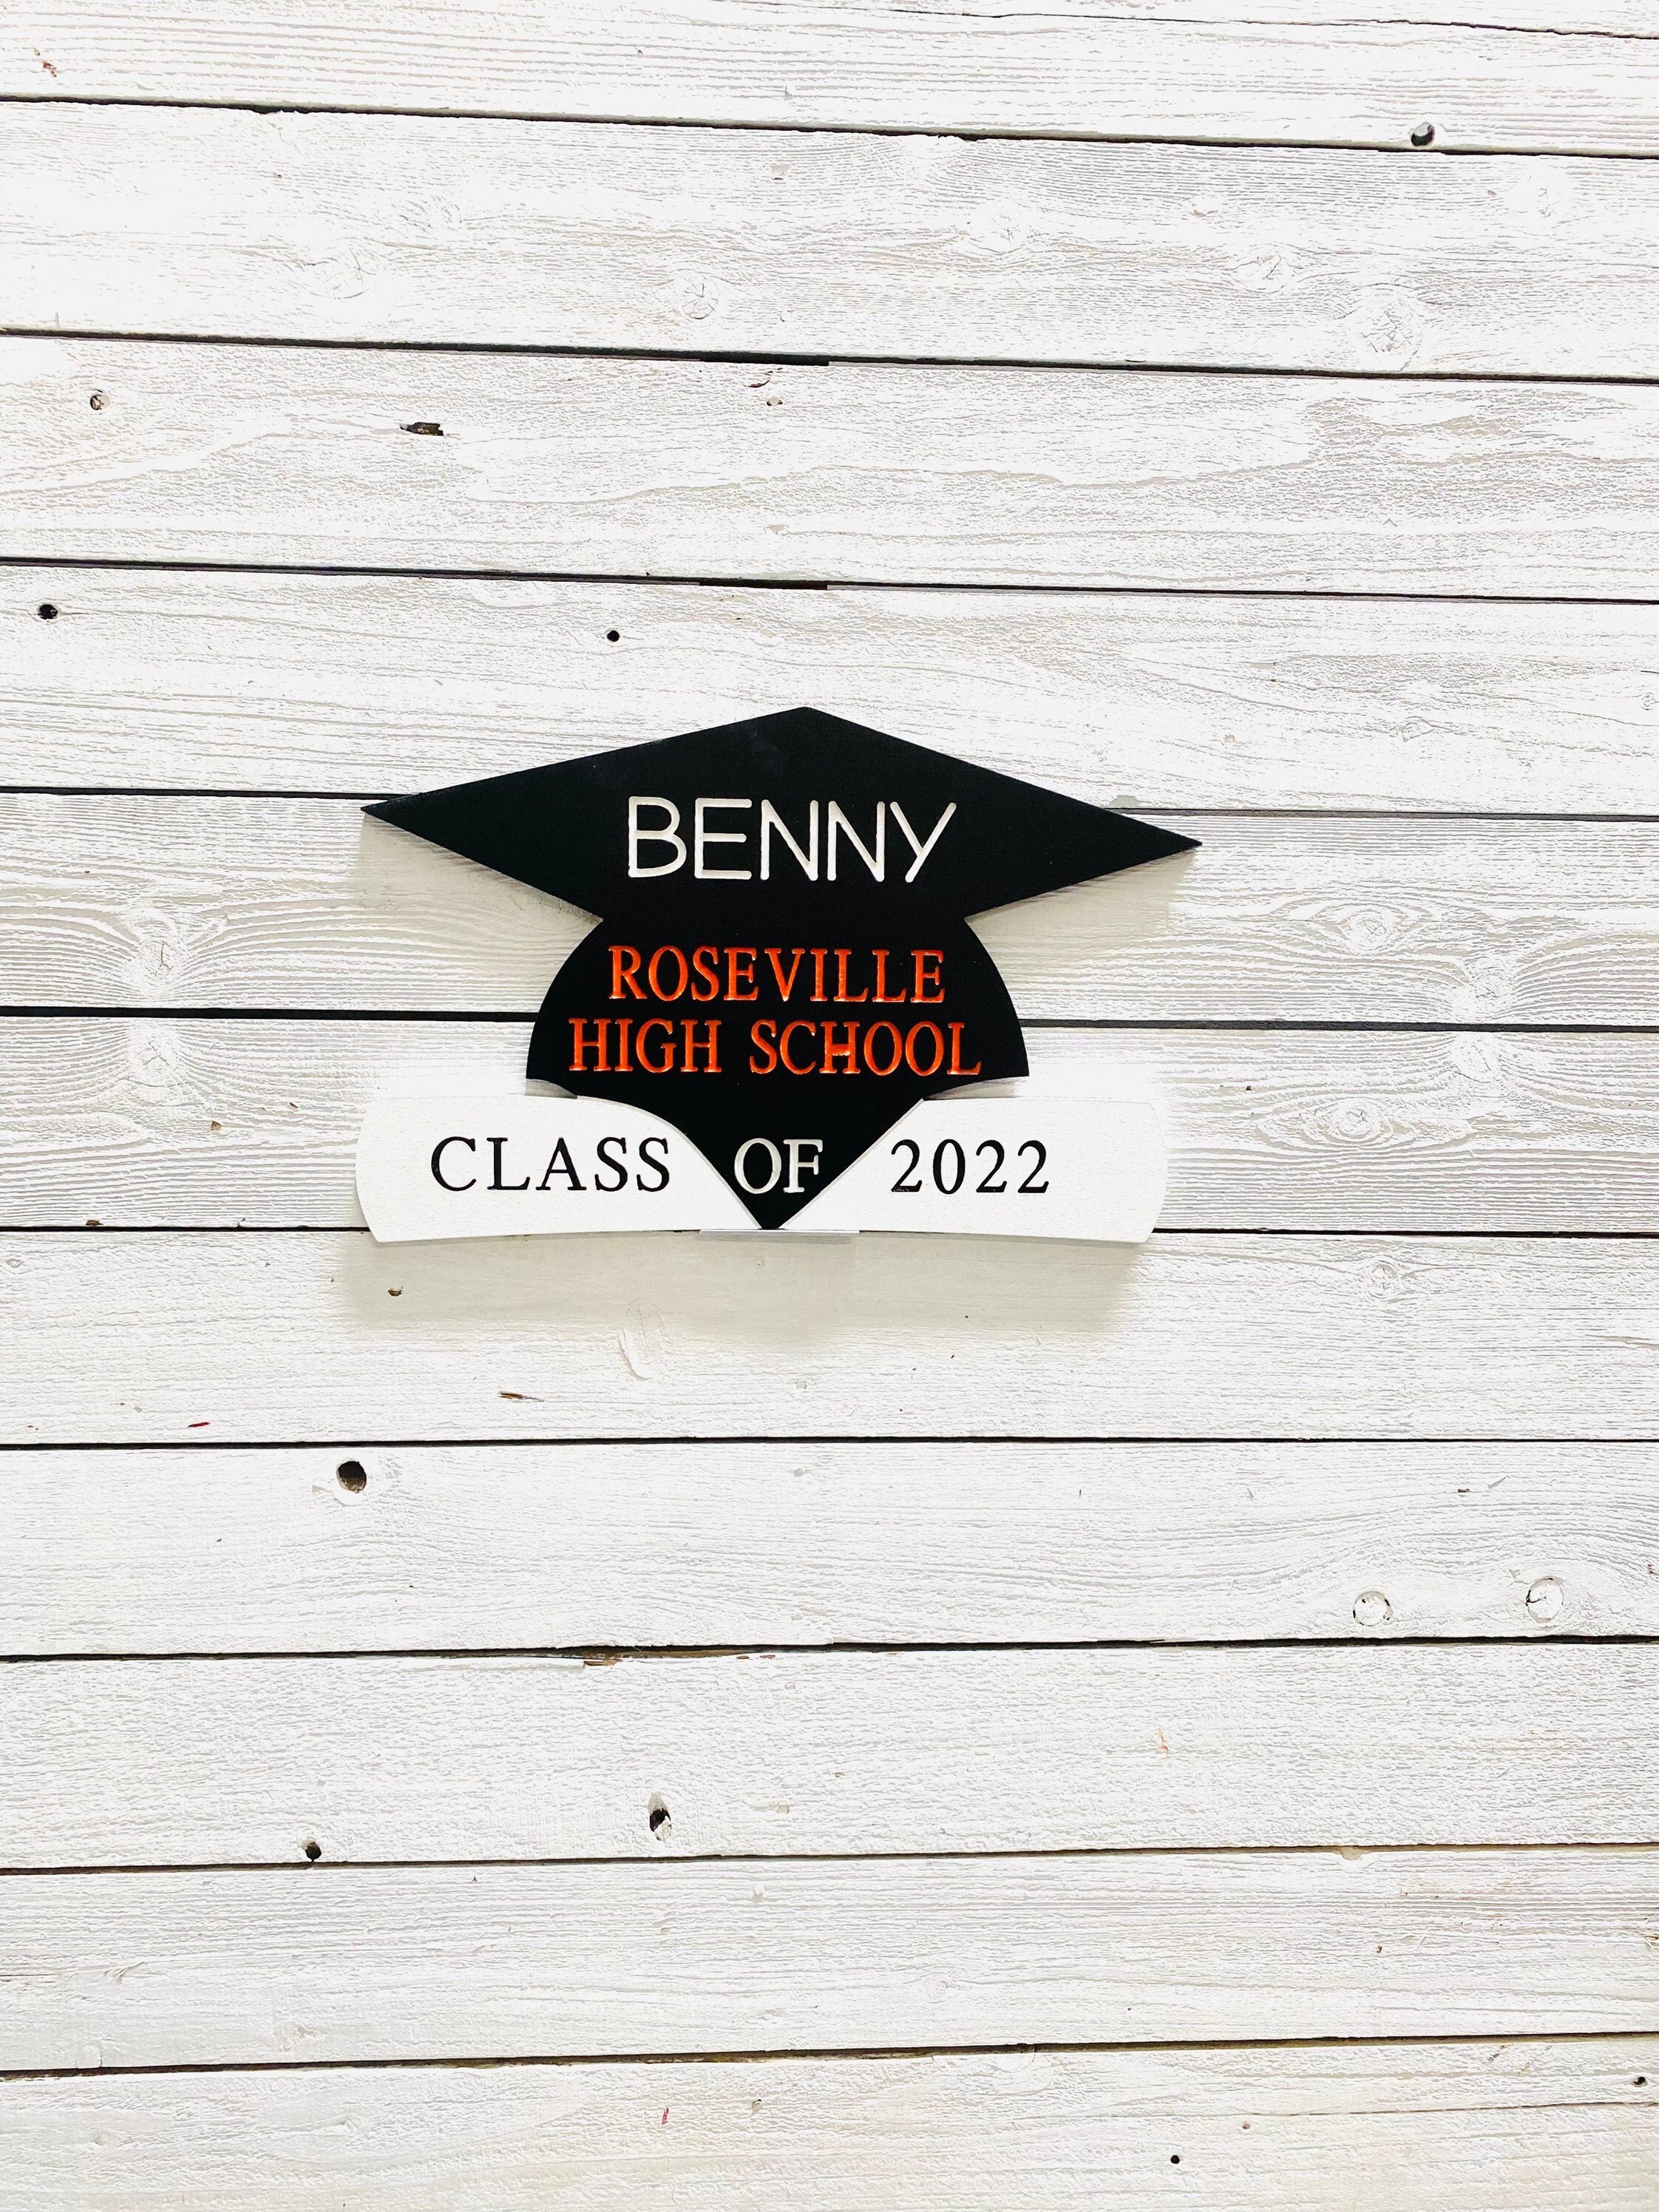 BENNY
ROSEVILLE
HIGH SCHOOL
CLASS OF 2022